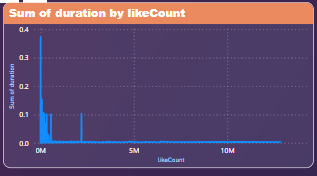 Sum of duration by likeCount
0.4
0.3
0.2
0.1
0.0
Sum of duration
0M
5M
10M
likeCount